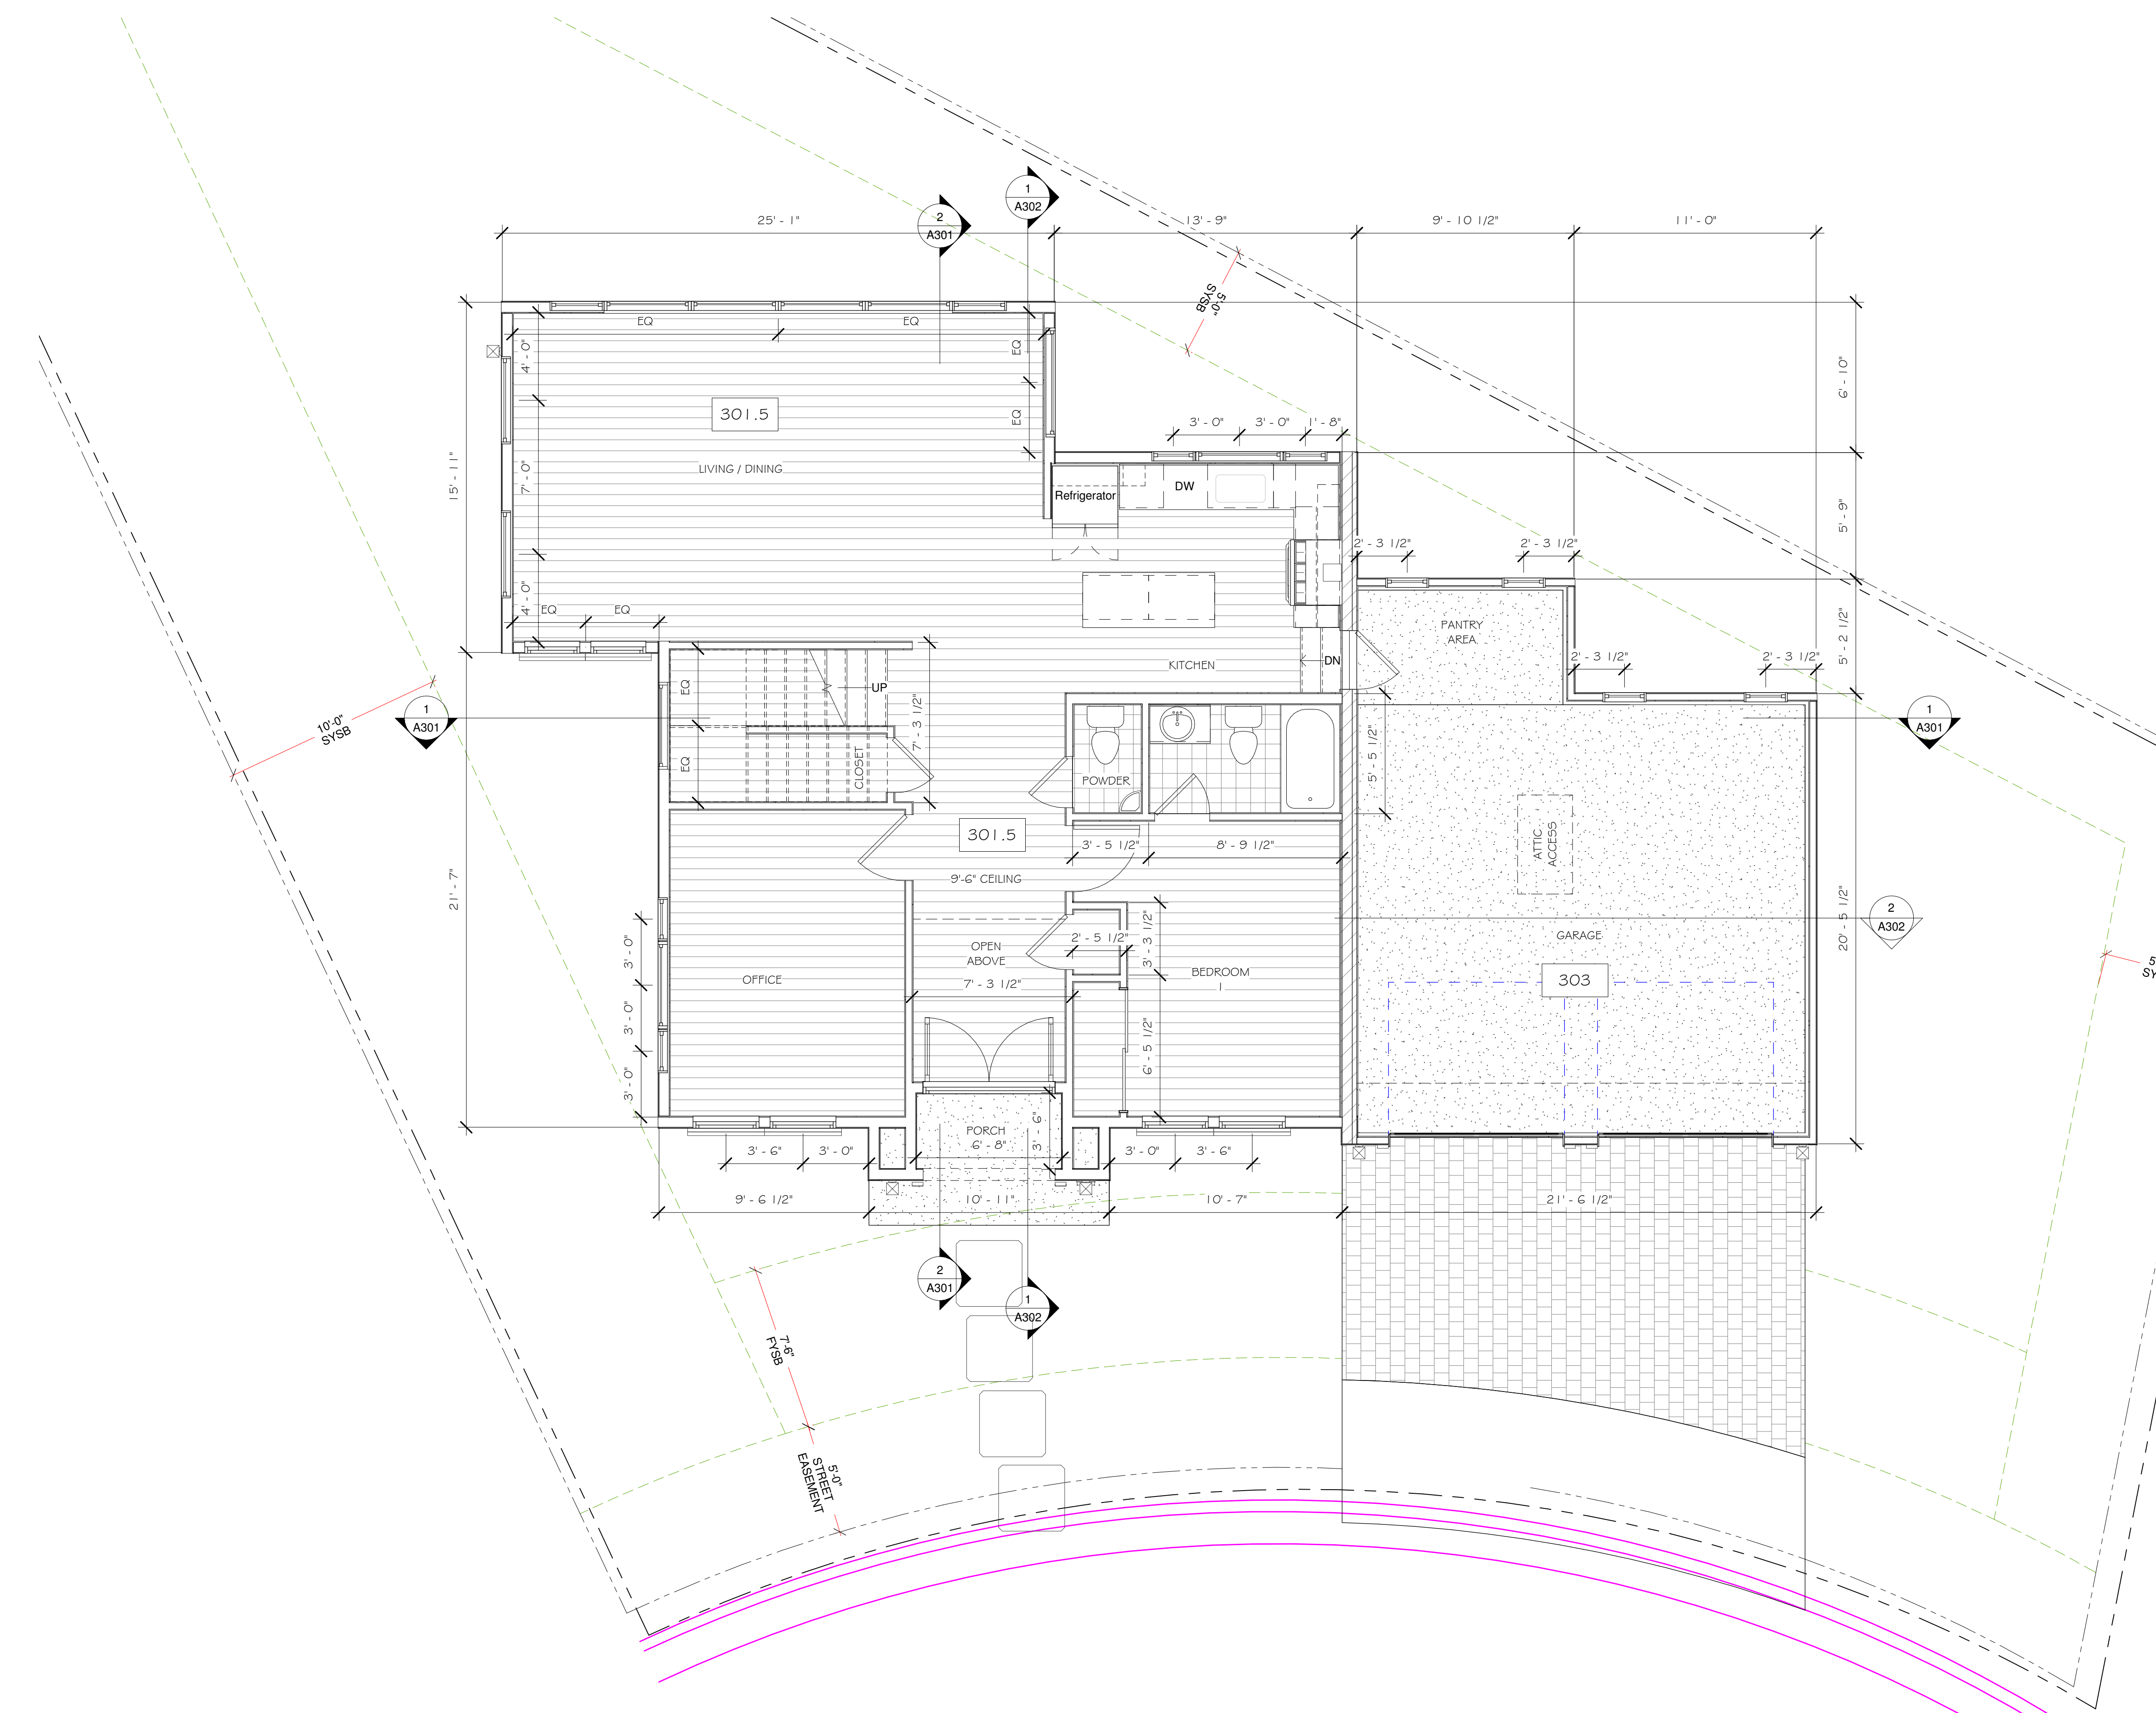 1
A302
2
A301
25' - 1"
13' - 9"
9' - 10 1/2"
11' - 0"
5'-0"
SYSB
EQ
EQ
4' - 0"
EQ
EQ
6' - 10"
301.5
3' - 0"
3' - 0"
1' - 8"
15' - 11"
7' - 0"
LIVING / DINING
Refrigerator
DW
5' - 9"
2' - 3 1/2"
2' - 3 1/2"
4' - 0"
EQ
EQ
PANTRY
AREA
5' - 2 1/2"
2' - 3 1/2"
2' - 3 1/2"
KITCHEN
DN
UP
EQ
EQ
7' - 3 1/2"
CLOSET
10'-0"
SYSB
1
A301
1
A301
5' - 5 1/2"
POWDER
301.5
3' - 5 1/2"
8' - 9 1/2"
ATTIC
ACCESS
9'-6" CEILING
21' - 7"
20' - 5 1/2"
2
A302
3' - 0"
3' - 0"
3' - 0"
OFFICE
OPEN
ABOVE
7' - 3 1/2"
2' - 5 1/2"
3' - 3 1/2"
6' - 5 1/2"
BEDROOM
1
GARAGE
303
PORCH
6' - 8"
3' - 6"
3' - 6"
3' - 0"
3' - 0"
3' - 6"
9' - 6 1/2"
10' - 11"
10' - 7"
21' - 6 1/2"
2
A301
1
A302
7'-6"
FYSB
5'-0"
STREET
EASEMENT